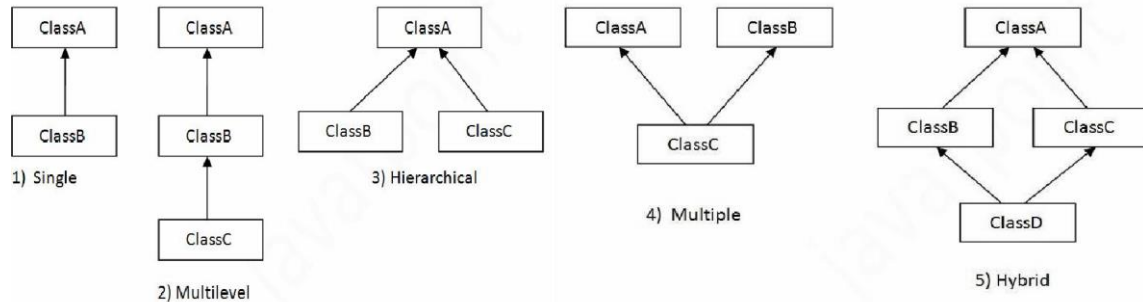 ClassA
ClassB
1) Single
ClassA
ClassB
ClassC
2) Multilevel
ClassA
ClassB
ClassC
3) Hierarchical
ClassA
ClassB
ClassC
4) Multiple
ClassA
ClassB
ClassC
ClassD
5) Hybrid